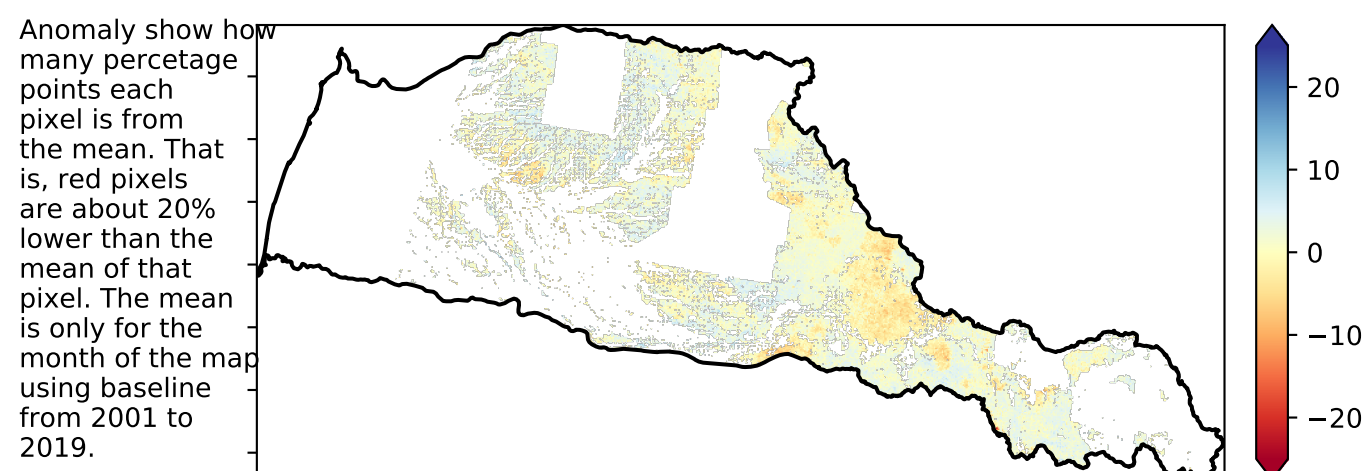 Anomaly show how
many percetage
points each
pixel is from
the mean. That
is, red pixels
are about 20%
lower than the
mean of that
pixel. The mean
is only for the
month of the map
using baseline
from 2001 to
2019.
20
10
0
−10
−20